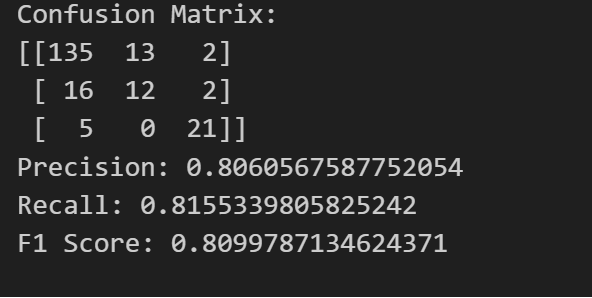 Confusion Matrix:
[[135  13   2]
 [ 16  12   2]
 [  5   0  21]]
Precision: 0.8060567587752054
Recall: 0.8155339805825242
F1 Score: 0.8099787134624371